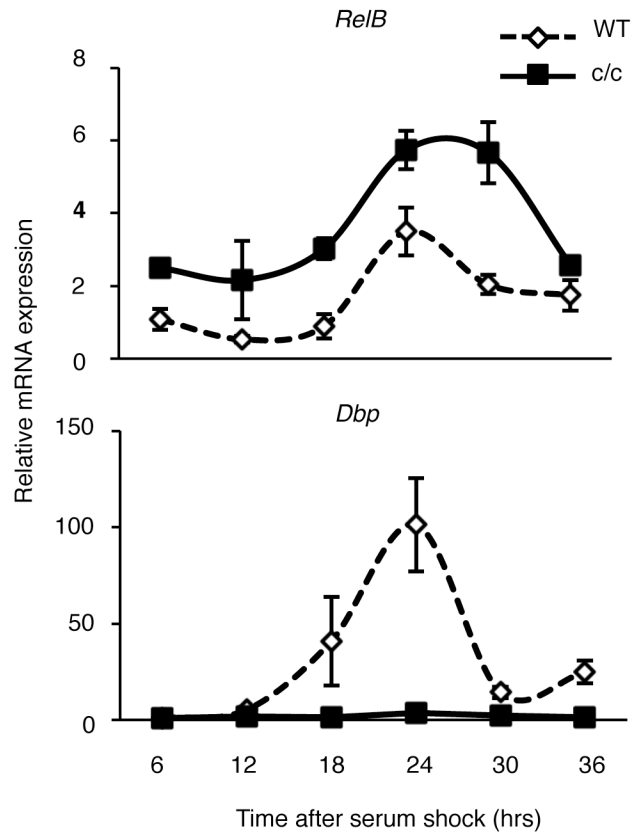 RelB
WT
c/c
8
6
4
2
0
Relative mRNA expression
Dbp
150
100
50
0
6 12 18 24 30 36
Time after serum shock (hrs)